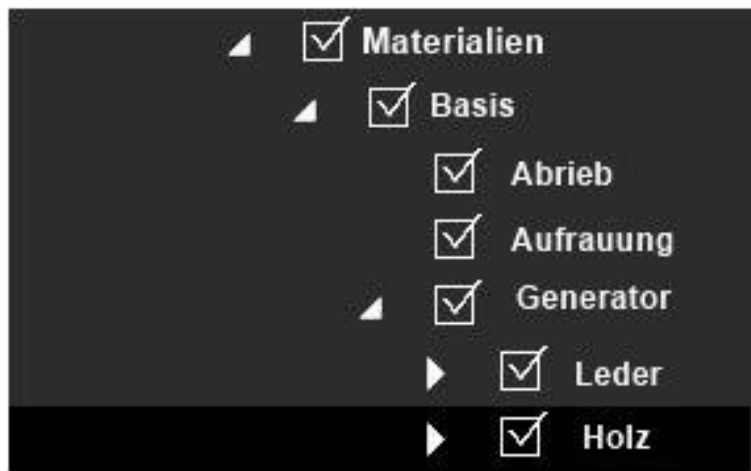 Materialien
Basis
Abrieb
Aufrauung
Generator
Leder
Holz